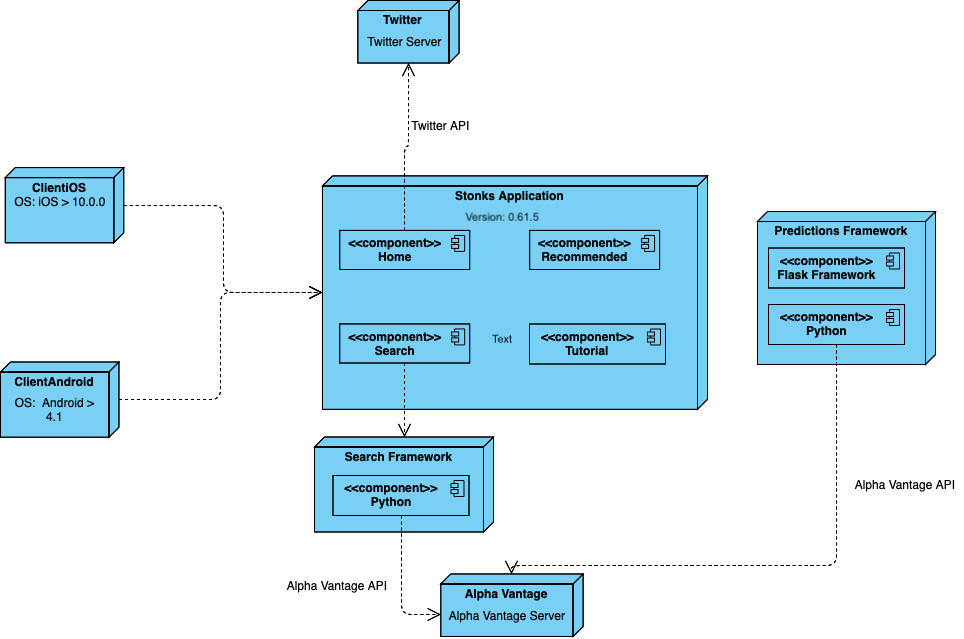 Twitter
Twitter Server
Twitter API
ClientiOS
OS: iOS > 10.0.0
Stonks Application
Version: 0.61.5
<<component>>
Home
<<component>>
Recommended
<<component>>
Search
Text
<<component>>
Tutorial
Predictions Framework
<<component>>
Flask Framework
<<component>>
Python
ClientAndroid
OS:  Android >
4.1
Search Framework
<<component>>
Python
Alpha Vantage API
Alpha Vantage API
Alpha Vantage
Alpha Vantage Server